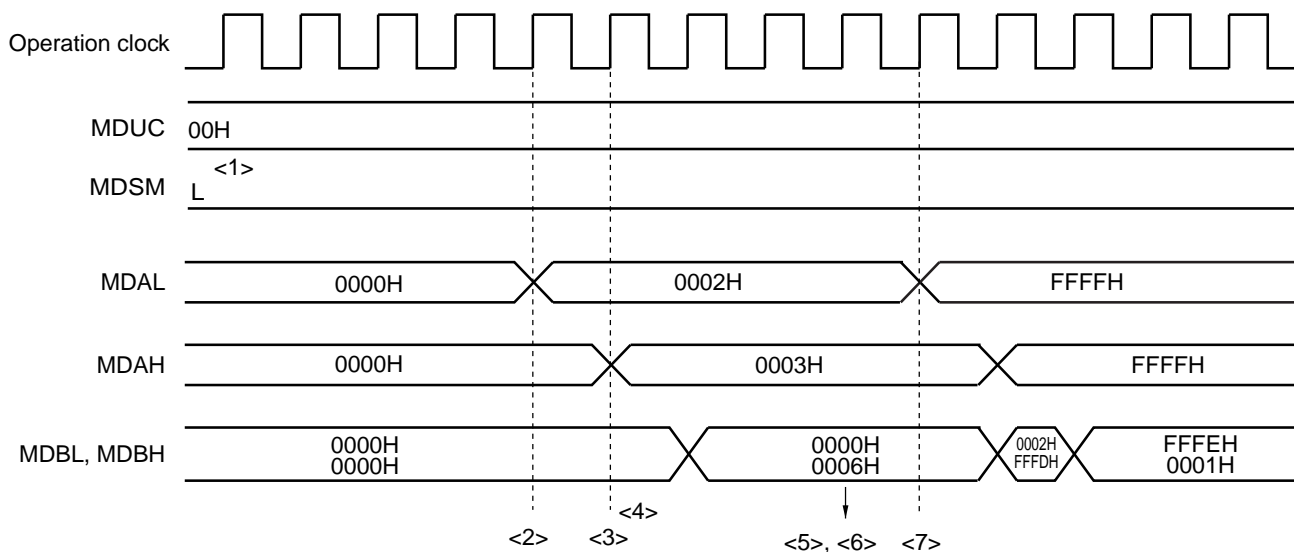 Operation clock
MDUC 00H
<1>
MDSM L
MDAL 0000H 0002H FFFFH
MDAH 0000H 0003H FFFFH
MDBL, MDBH 0000H 0000H 0002H FFFEH
0000H 0006H FFFDH 0001H
<4>
<2> <3> <5>, <6> <7>